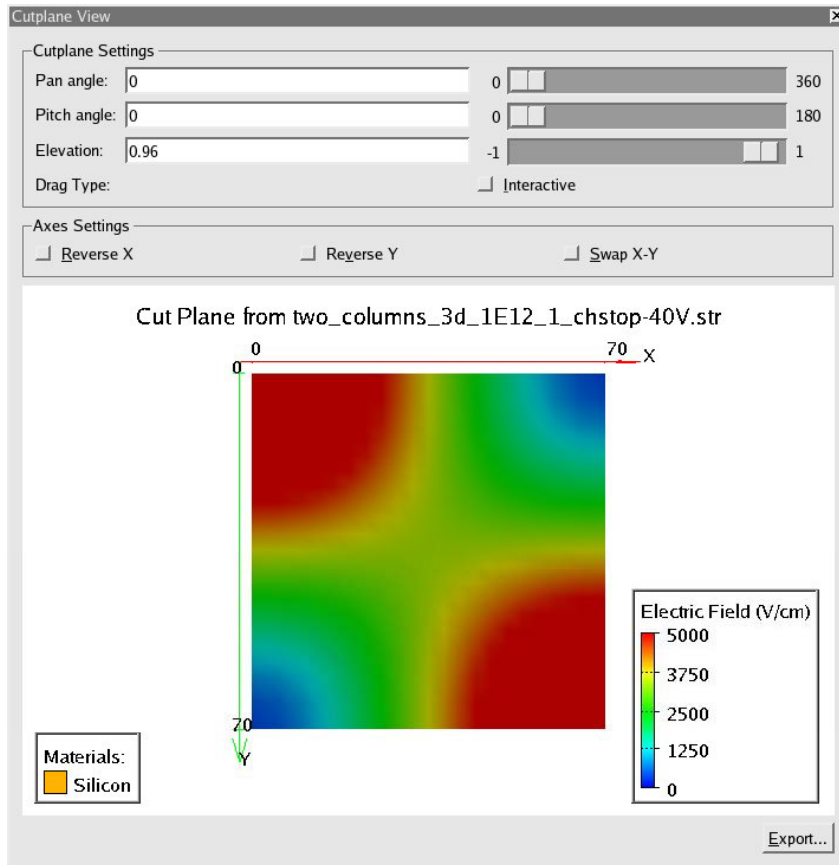 Cutplane View
Cutplane Settings
Pan angle: 0 0 360
Pitch angle: 0 0 180
Elevation: 0.96 -1 1
Drag Type: Interactive
Axes Settings
Reverse X Reverse Y Swap X-Y
Cut Plane from two_columns_3d_1E12_1_chstop-40V.str
0 70 X
0
70
Y
Electric Field (V/cm)
5000
3750
2500
1250
0
Materials:
Silicon
Export...